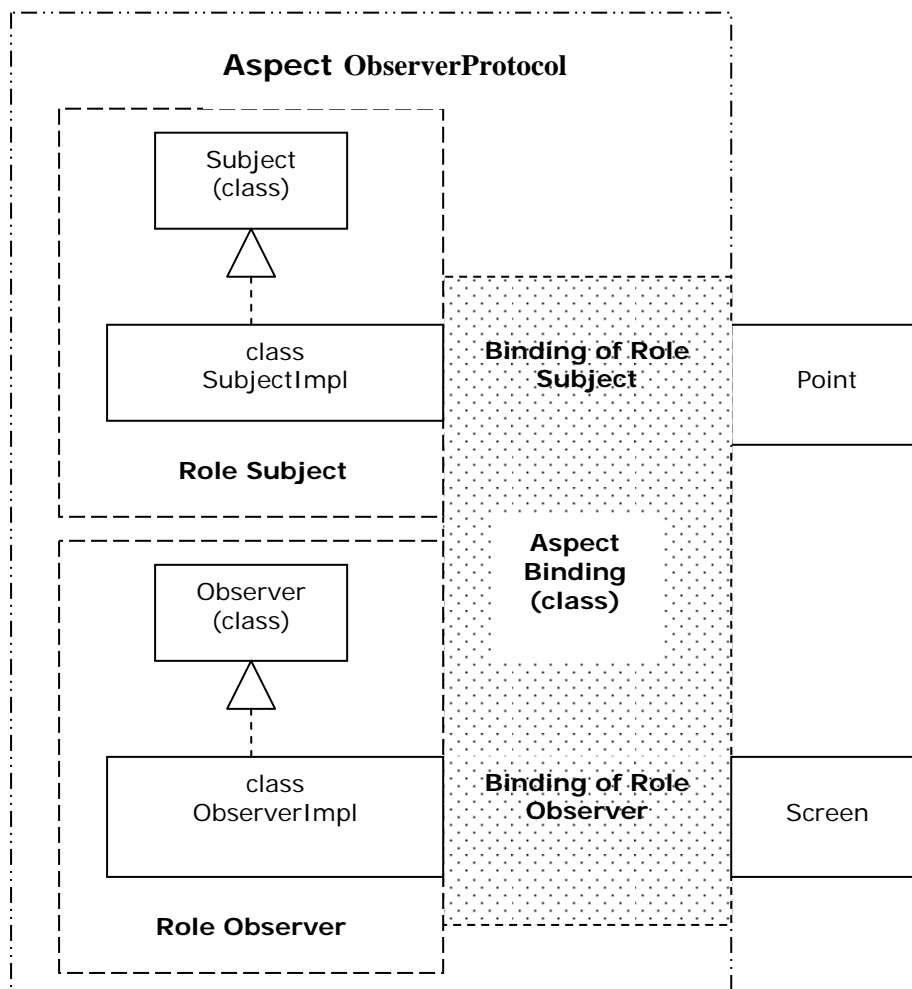 Aspect ObserverProtocol
Subject
(class)
class
SubjectImpl
Role Subject
Binding of Role
Subject
Point
Aspect
Binding
(class)
Observer
(class)
class
ObserverImpl
Role Observer
Binding of Role
Observer
Screen